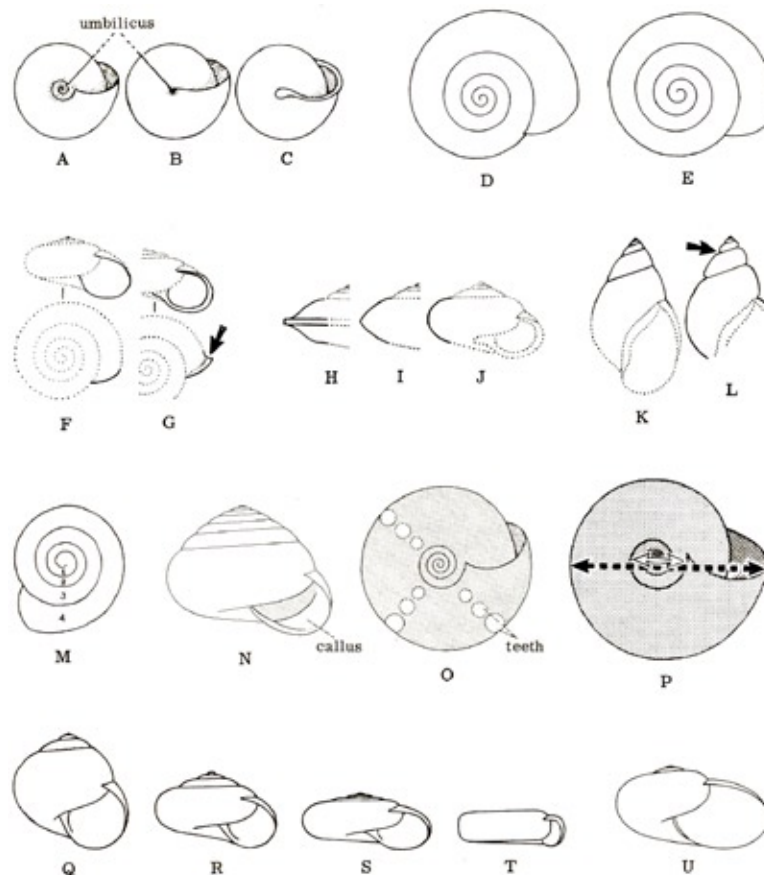 umbilicus
A B C D E
F G H I J K L
1
2
3
4
callus
teeth
M N O P
Q R S T U